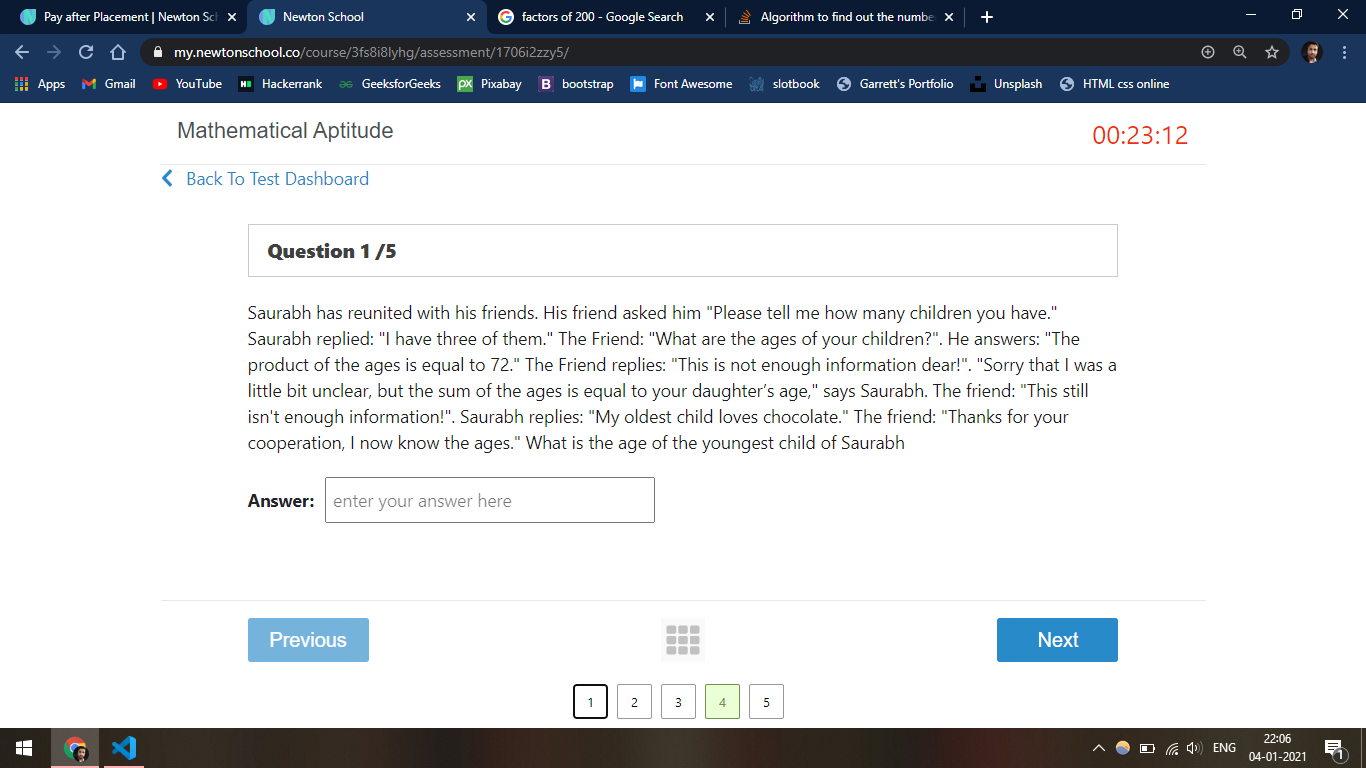 Pay after Placement | Newton Sch
Newton School
factors of 200 - Google Search
Algorithm to find out the numbe
my.newtonschool.co/course/3fs8i8lyhg/assessment/1706i2zzy5/
Apps Gmail YouTube Hackerrank GeeksforGeeks Pixabay bootstrap Font Awesome slotbook Garrett's Portfolio Unsplash HTML css online
Mathematical Aptitude
00:23:12
Back To Test Dashboard
Question 1 /5
Saurabh has reunited with his friends. His friend asked him "Please tell me how many children you have."
Saurabh replied: "I have three of them." The Friend: "What are the ages of your children?". He answers: "The
product of the ages is equal to 72." The Friend replies: "This is not enough information dear!". "Sorry that I was a
little bit unclear, but the sum of the ages is equal to your daughter’s age," says Saurabh. The friend: "This still
isn't enough information!". Saurabh replies: "My oldest child loves chocolate." The friend: "Thanks for your
cooperation, I now know the ages." What is the age of the youngest child of Saurabh
Answer: enter your answer here
Previous
Next
1 2 3 4 5
ENG
22:06
04-01-2021
1